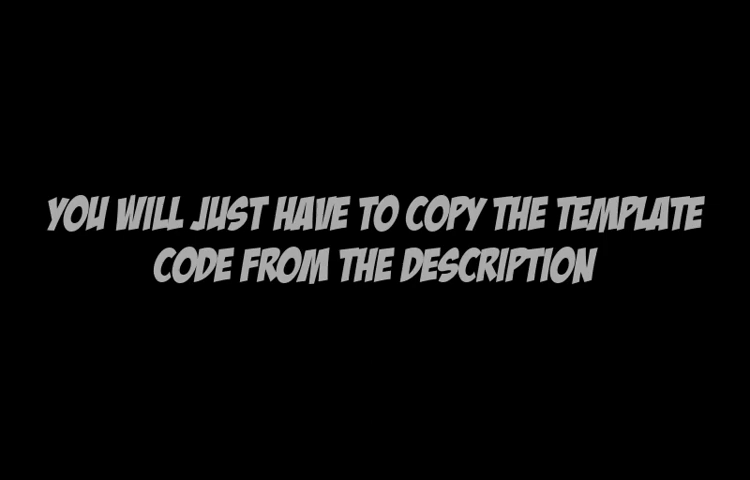 YOU WILL JUST HAVE TO COPY THE TEMPLATE
CODE FROM THE DESCRIPTION